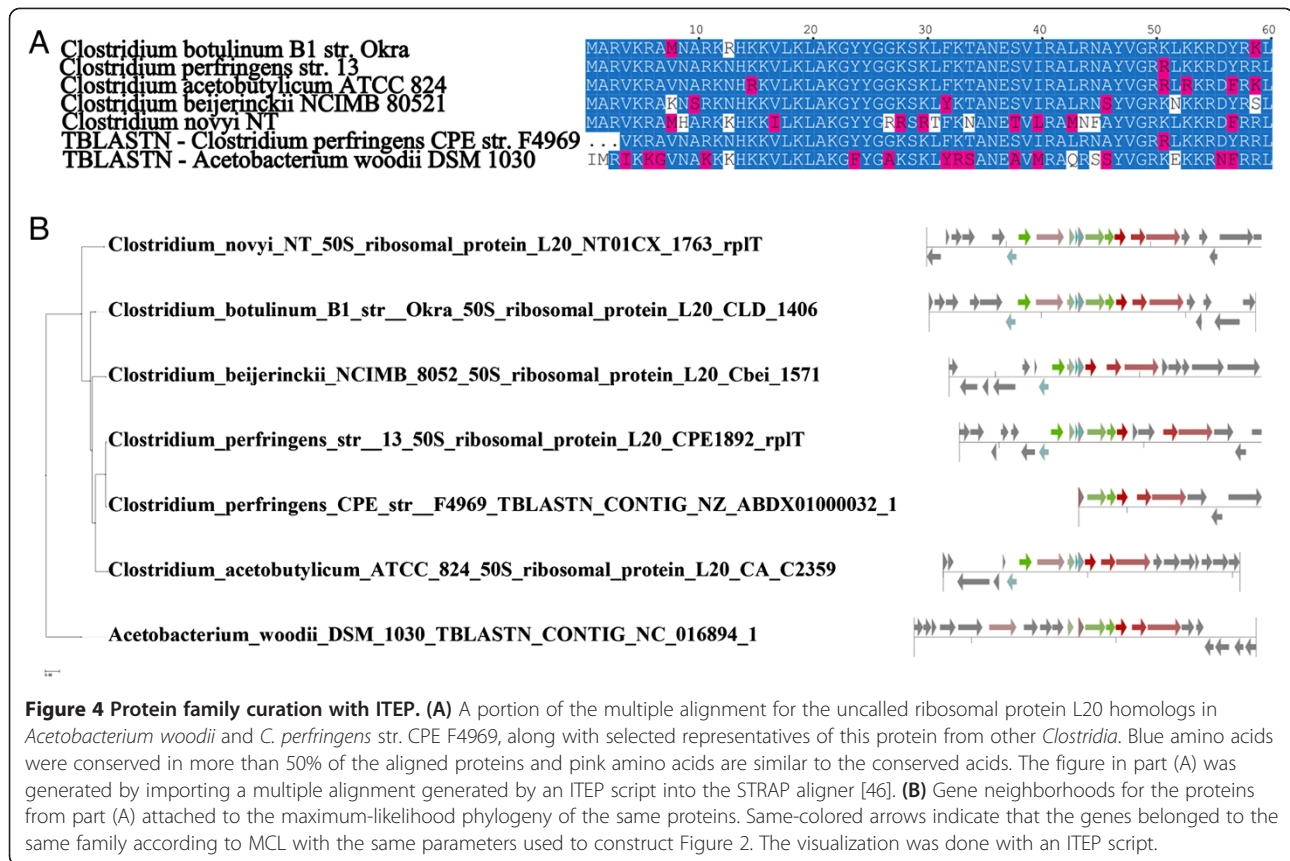 A
10 20 30 40 50 60
Clostridium botulinum B1 str. Okra MARVKRAMNARKRHKKVLKLAKGYYGGKSKLFKTANESVIRALRNAYVGRKLKKRDYRKL
Clostridium perfringens str. 13 MARVKRAVNARKNHKKVLKLAKGYYGGKSKLFKTANESVIRALRNAYVGRRLKKRDYRRL
Clostridium acetobutylicum ATCC 824 MARVKRAVNARKNHRKVLKLAKGYYGGKSKLFKTANESVIRALRNAYVGRRLRKRDFRKL
Clostridium beijerinckii NCIMB 80521 MARVKRAKNSRKNHKKVLKLAKGYYGGKSKLYKTANESVIRALRNSYVGRKNKKRDYRSL
Clostridium novyi NT MARVKRAMHARKKHKKILKLAKGYYGRRSRTFKNANETVLRAMNFAYVGRKLKKRDFRRL
TBLASTN - Clostridium perfringens CPE str. F4969 ...VKRAVNARKNHKKVLKLAKGYYGGKSKLFKTANESVIRALRNAYVGRRLKKRDYRRL
TBLASTN - Acetobacterium woodii DSM 1030 IMRIKKGVNAKKKHKKVLKLAKGFYGAKSKLYRSANEAVMRAQRSSYVGRKEKKRNFRRL
B
Clostridium_novyi_NT_50S_ribosomal_protein_L20_NT01CX_1763_rplT
Clostridium_botulinum_B1_str__Okra_50S_ribosomal_protein_L20_CLD_1406
Clostridium_beijerinckii_NCIMB_8052_50S_ribosomal_protein_L20_Cbei_1571
Clostridium_perfringens_str__13_50S_ribosomal_protein_L20_CPE1892_rplT
Clostridium_perfringens_CPE_str__F4969_TBLASTN_CONTIG_NZ_ABDX01000032_1
Clostridium_acetobutylicum_ATCC_824_50S_ribosomal_protein_L20_CA_C2359
Acetobacterium_woodii_DSM_1030_TBLASTN_CONTIG_NC_016894_1
Figure 4 Protein family curation with ITEP. (A) A portion of the multiple alignment for the uncalled ribosomal protein L20 homologs in
Acetobacterium woodii and C. perfringens str. CPE F4969, along with selected representatives of this protein from other Clostridia. Blue amino acids
were conserved in more than 50% of the aligned proteins and pink amino acids are similar to the conserved acids. The figure in part (A) was
generated by importing a multiple alignment generated by an ITEP script into the STRAP aligner [46]. (B) Gene neighborhoods for the proteins
from part (A) attached to the maximum-likelihood phylogeny of the same proteins. Same-colored arrows indicate that the genes belonged to the
same family according to MCL with the same parameters used to construct Figure 2. The visualization was done with an ITEP script.